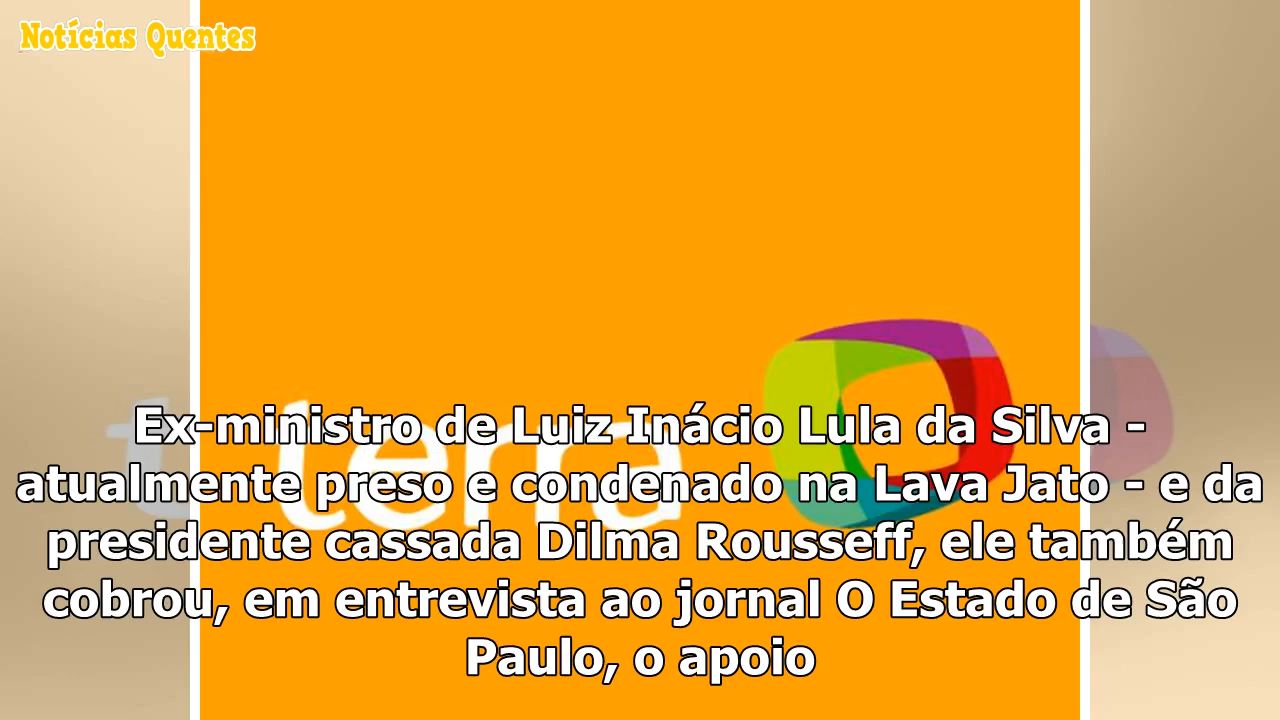 Notícias Quentes
terra
Ex-ministro de Luiz Inácio Lula da Silva -
atualmente preso e condenado na Lava Jato - e da
presidente cassada Dilma Rousseff, ele também
cobrou, em entrevista ao jornal O Estado de São
Paulo, o apoio